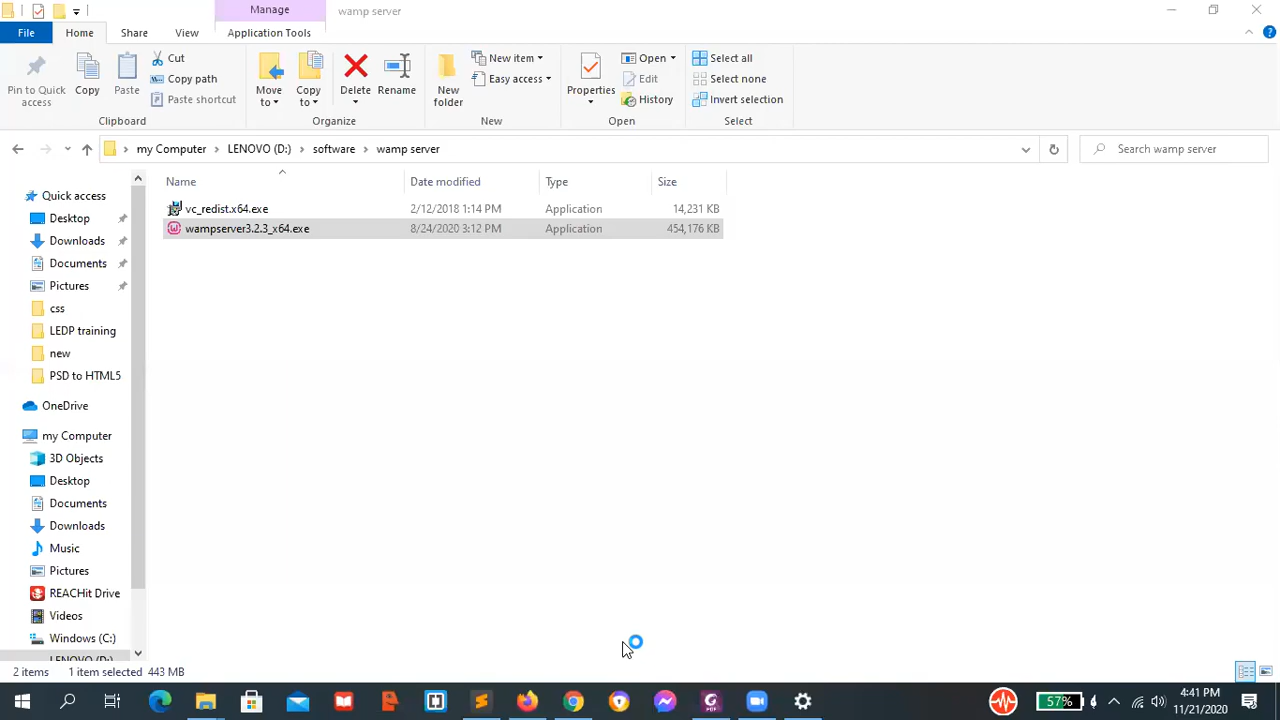 Manage
wamp server
File
Home
Share
View
Application Tools
Pin to Quick access
Copy
Paste
Cut
Copy path
Paste shortcut
Move to
Copy to
Delete
Rename
New folder
New item
Easy access
Properties
Open
Edit
History
Select all
Select none
Invert selection
Clipboard
Organize
New
Open
Select
my Computer
LENOVO (D:)
software
wamp server
Search wamp server
Name
Date modified
Type
Size
vc_redist.x64.exe
2/12/2018 1:14 PM
Application
14,231 KB
wampserver3.2.3_x64.exe
8/24/2020 3:12 PM
Application
454,176 KB
Quick access
Desktop
Downloads
Documents
Pictures
css
LEDP training
new
PSD to HTML5
OneDrive
my Computer
3D Objects
Desktop
Documents
Downloads
Music
Pictures
REACHit Drive
Videos
Windows (C:)
LENOVO (D:)
2 items
1 item selected 443 MB
57%
4:41 PM
11/21/2020